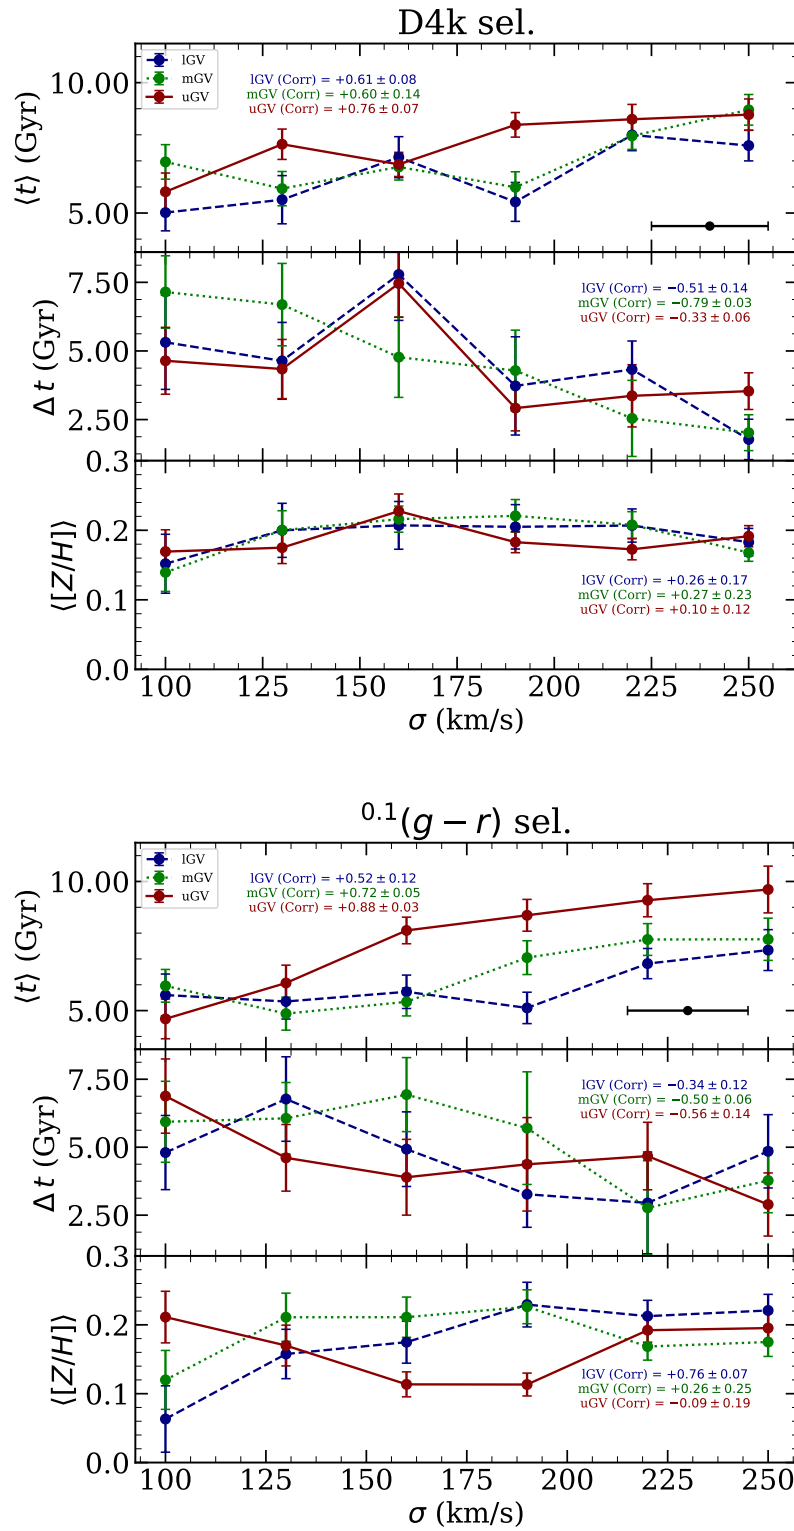 D4k sel.
lGV
mGV
uGV
lGV (Corr) = +0.61 ± 0.08
mGV (Corr) = +0.60 ± 0.14
uGV (Corr) = +0.76 ± 0.07
10.00
5.00
⟨t⟩ (Gyr)
lGV (Corr) = −0.51 ± 0.14
mGV (Corr) = −0.79 ± 0.03
uGV (Corr) = −0.33 ± 0.06
7.50
5.00
2.50
Δ t (Gyr)
0.3
0.2
0.1
0.0
⟨[Z/H]⟩
lGV (Corr) = +0.26 ± 0.17
mGV (Corr) = +0.27 ± 0.23
uGV (Corr) = +0.10 ± 0.12
100 125 150 175 200 225 250
σ (km/s)
0.1(g − r) sel.
lGV
mGV
uGV
lGV (Corr) = +0.52 ± 0.12
mGV (Corr) = +0.72 ± 0.05
uGV (Corr) = +0.88 ± 0.03
10.00
5.00
⟨t⟩ (Gyr)
lGV (Corr) = −0.34 ± 0.12
mGV (Corr) = −0.50 ± 0.06
uGV (Corr) = −0.56 ± 0.14
7.50
5.00
2.50
Δ t (Gyr)
0.3
0.2
0.1
0.0
⟨[Z/H]⟩
lGV (Corr) = +0.76 ± 0.07
mGV (Corr) = +0.26 ± 0.25
uGV (Corr) = −0.09 ± 0.19
100 125 150 175 200 225 250
σ (km/s)